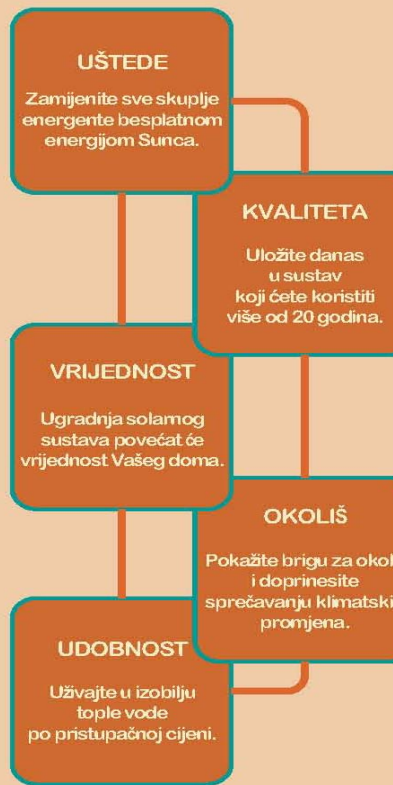 UŠTEDE
Zamijenite sve skuplje
energente besplatnom
energijom Sunca.
KVALITETA
Uložite danas
u sustav
koji ćete koristiti
više od 20 godina.
VRIJEDNOST
Ugradnja solarnog
sustava povećat će
vrijednost Vašeg doma.
OKOLIŠ
Pokažite brigu za okol
i doprinesite
sprečavanju klimatski
promjena.
UDOBNOST
Uživajte u izobilju
tople vode
po pristupačnoj cijeni.